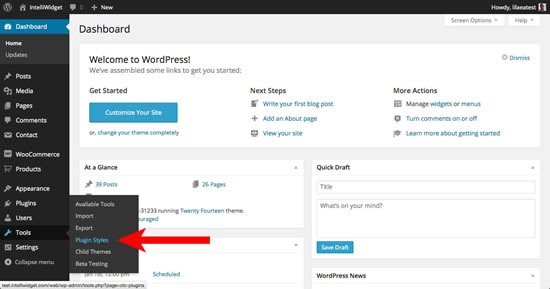 IntelliWidget 0 + New Howdy, lilaeatest
Screen Options Help
Dashboard
Home
Updates
Posts
Media
Pages
Comments
Contact
WooCommerce
Products
Appearance
Plugins
Users
Tools
Settings
Collapse menu
Available Tools
Import
Export
Plugin Styles
Child Themes
Beta Testing
Dashboard
Welcome to WordPress!
We've assembled some links to get you started:
Dismiss
Get Started
Customize Your Site
or, change your theme completely
Next Steps
Write your first blog post
Add an About page
View your site
More Actions
Manage widgets or menus
Turn comments on or off
Learn more about getting started
At a Glance
39 Posts 26 Pages
-31233 running Twenty Fourteen theme.
ouraged
Jan 1st, 12:00 pm Scheduled
Quick Draft
Title
What's on your mind?
Save Draft
WordPress News
test.intelliwidget.com/web/wp-admin/tools.php?page=ctc-plugins